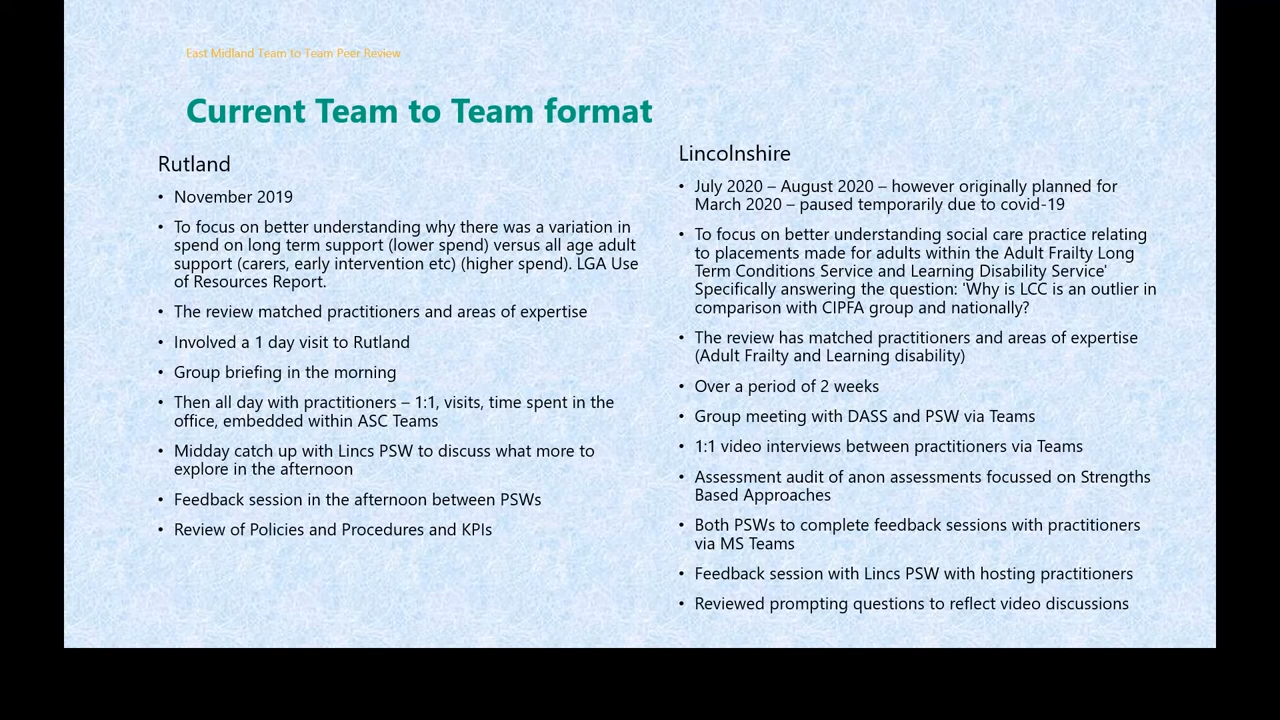 East Midland Team to Team Peer Review
Current Team to Team format
Rutland
• November 2019
• To focus on better understanding why there was a variation in
spend on long term support (lower spend) versus all age adult
support (carers, early intervention etc) (higher spend). LGA Use
of Resources Report.
• The review matched practitioners and areas of expertise
• Involved a 1 day visit to Rutland
• Group briefing in the morning
• Then all day with practitioners – 1:1, visits, time spent in the
office, embedded within ASC Teams
• Midday catch up with Lincs PSW to discuss what more to
explore in the afternoon
• Feedback session in the afternoon between PSWs
• Review of Policies and Procedures and KPIs
Lincolnshire
• July 2020 – August 2020 – however originally planned for
March 2020 – paused temporarily due to covid-19
• To focus on better understanding social care practice relating
to placements made for adults within the Adult Frailty Long
Term Conditions Service and Learning Disability Service'
Specifically answering the question: 'Why is LCC is an outlier in
comparison with CIPFA group and nationally?
• The review has matched practitioners and areas of expertise
(Adult Frailty and Learning disability)
• Over a period of 2 weeks
• Group meeting with DASS and PSW via Teams
• 1:1 video interviews between practitioners via Teams
• Assessment audit of anon assessments focussed on Strengths
Based Approaches
• Both PSWs to complete feedback sessions with practitioners
via MS Teams
• Feedback session with Lincs PSW with hosting practitioners
• Reviewed prompting questions to reflect video discussions